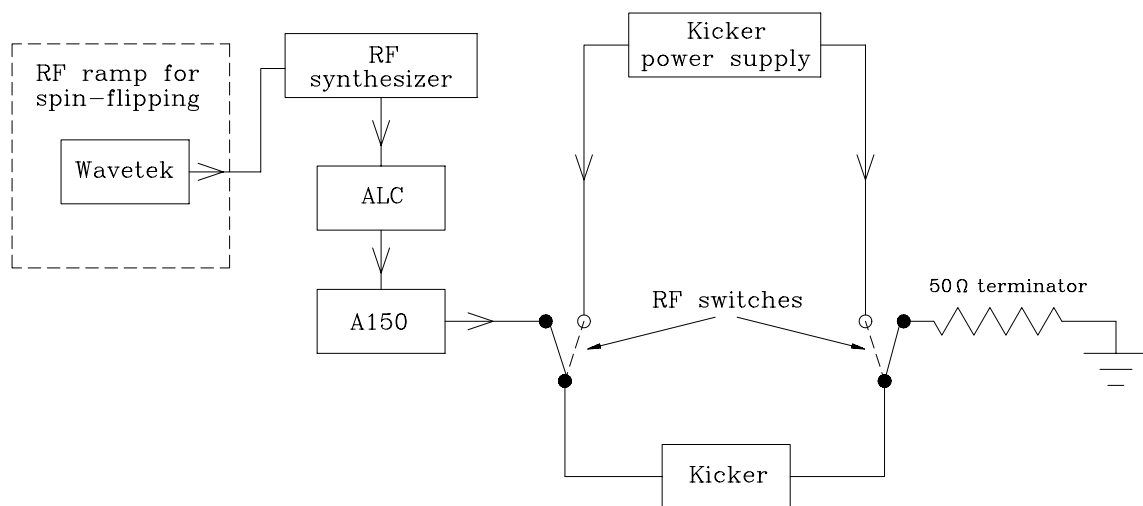 RF ramp for
spin-flipping
Wavetek
RF
synthesizer
ALC
A150
Kicker
power supply
RF switches
50Ω terminator
Kicker